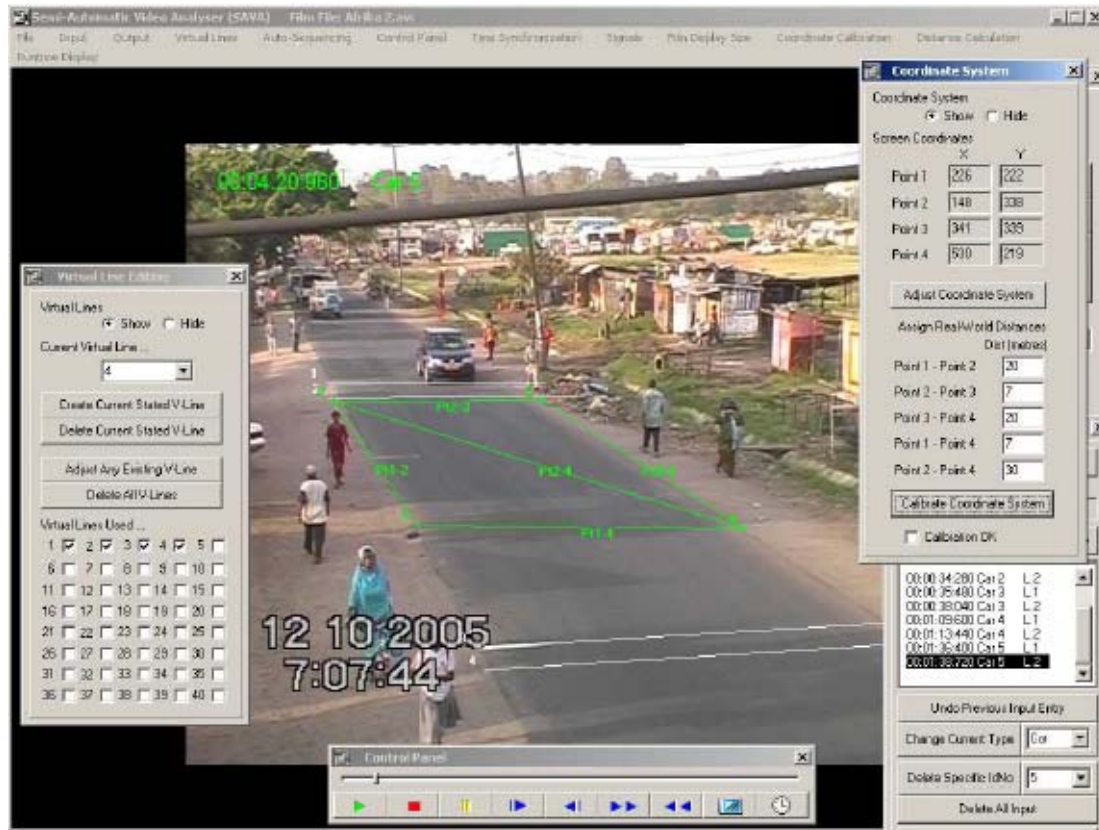 Semi-Automatic Video Analyser (SAVA) Film File: Afrika 2.avi
File Input Output Virtual Lines Auto-Sequencing Control Panel Time Synchronization Signals Film Display Size Coordinate Calibration Distance Calculation
Runtime Display
Coordinate System
Coordinate System
Show Hide
Screen Coordinates
X Y
Point 1 226 222
Point 2 148 338
Point 3 341 339
Point 4 530 219
Adjust Coordinate System
Assign Real-World Distances
Dist (metres)
Point 1 - Point 2 20
Point 2 - Point 3 7
Point 3 - Point 4 20
Point 1 - Point 4 7
Point 2 - Point 4 30
Calibrate Coordinate System
Calibration OK
Car 5
Virtual Line Editing
Virtual Lines
Show Hide
Current Virtual Line ...
4
Create Current Stated V-Line
Delete Current Stated V-Line
Adjust Any Existing V-Line
Delete All V-Lines
Virtual Lines Used ...
1 2 3 4 5
6 7 8 9 10
11 12 13 14 15
16 17 18 19 20
21 22 23 24 25
26 27 28 29 30
31 32 33 34 35
36 37 38 39 40
1
Pt2-3
Pt1-2
Pt2-4
Pt1-4
12 10 2005
7:07:44
00:00:34:280 Car 2 L 2
00:00:35:480 Car 3 L 1
00:00:38:040 Car 3 L 2
00:01:09:600 Car 4 L 1
00:01:13:440 Car 4 L 2
00:01:36:400 Car 5 L 1
00:01:38:720 Car 5 L 2
Undo Previous Input Entry
Change Current Type Car
Delete Specific IdNo 5
Delete All Input
Control Panel